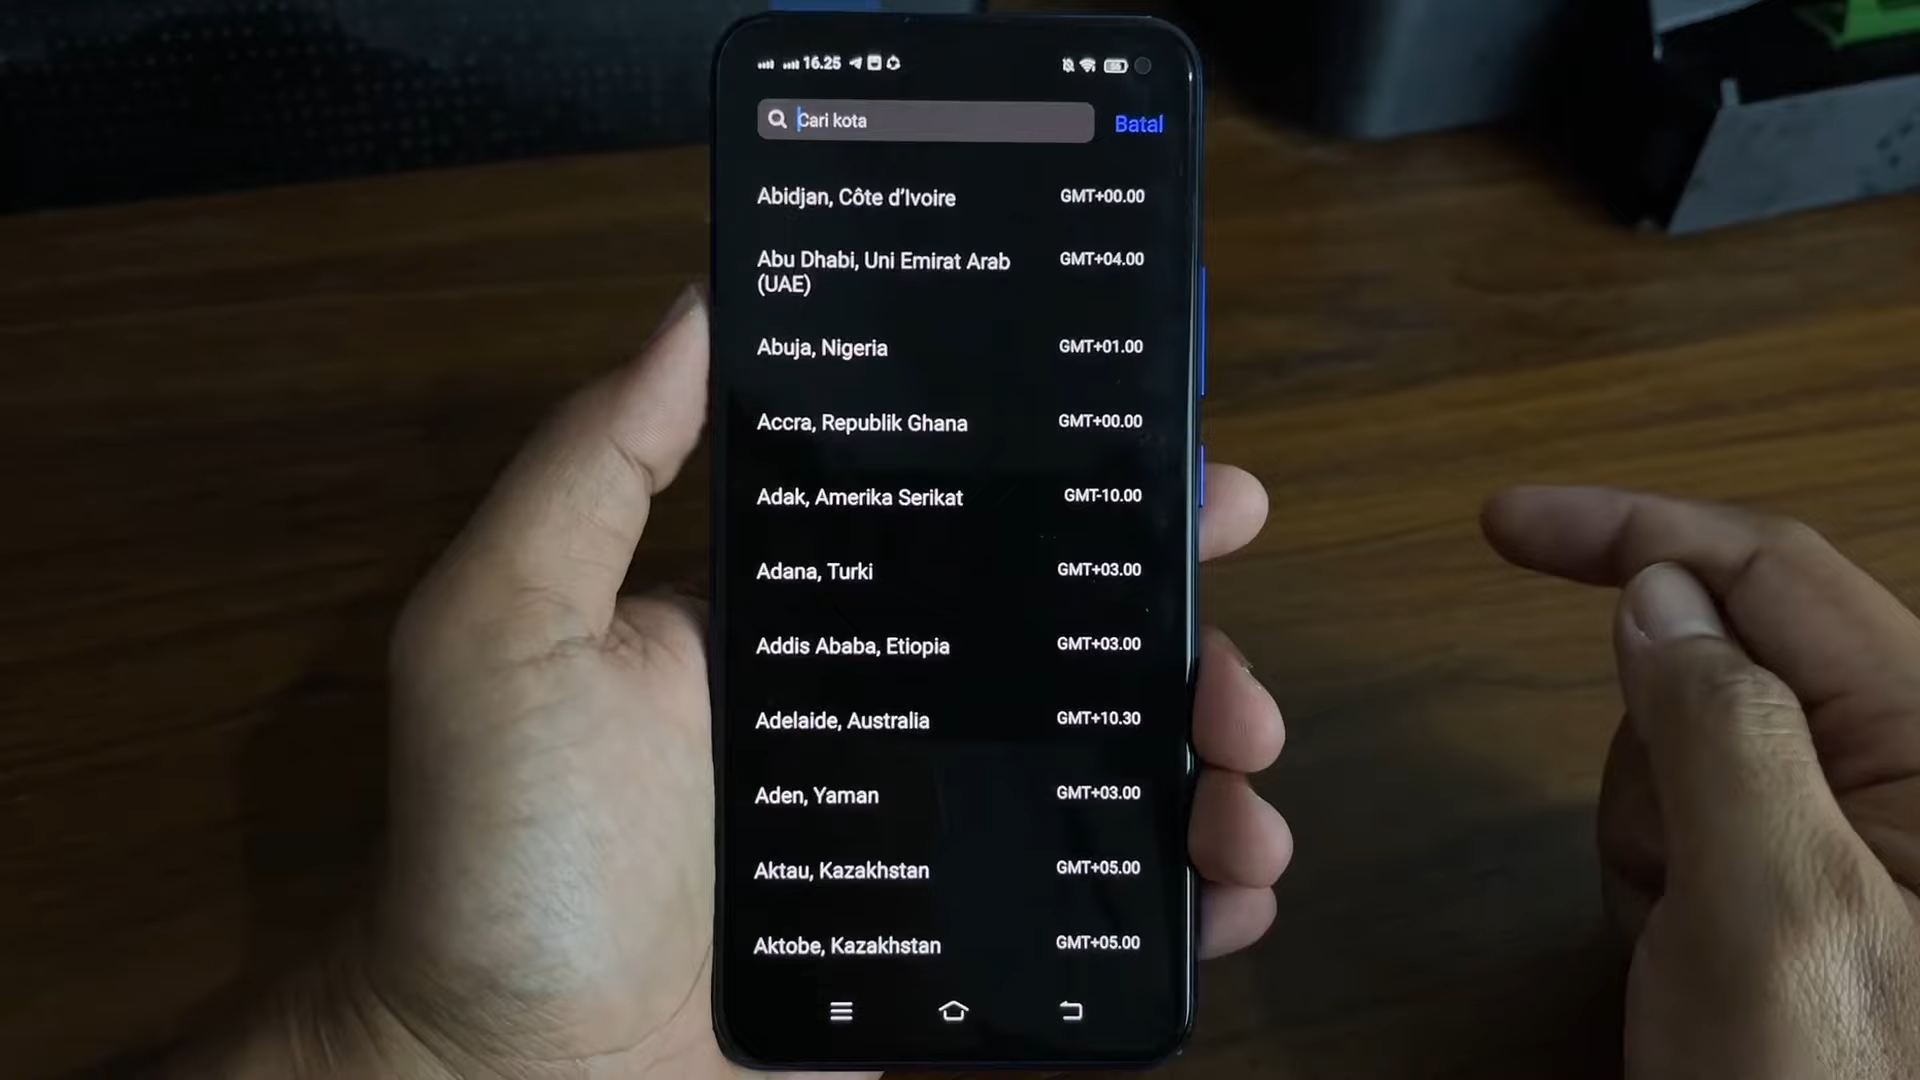 16.25
55
Cari kota
Batal
Abidjan, Côte d’Ivoire GMT+00.00
Abu Dhabi, Uni Emirat Arab GMT+04.00
(UAE)
Abuja, Nigeria GMT+01.00
Accra, Republik Ghana GMT+00.00
Adak, Amerika Serikat GMT-10.00
Adana, Turki GMT+03.00
Addis Ababa, Etiopia GMT+03.00
Adelaide, Australia GMT+10.30
Aden, Yaman GMT+03.00
Aktau, Kazakhstan GMT+05.00
Aktobe, Kazakhstan GMT+05.00